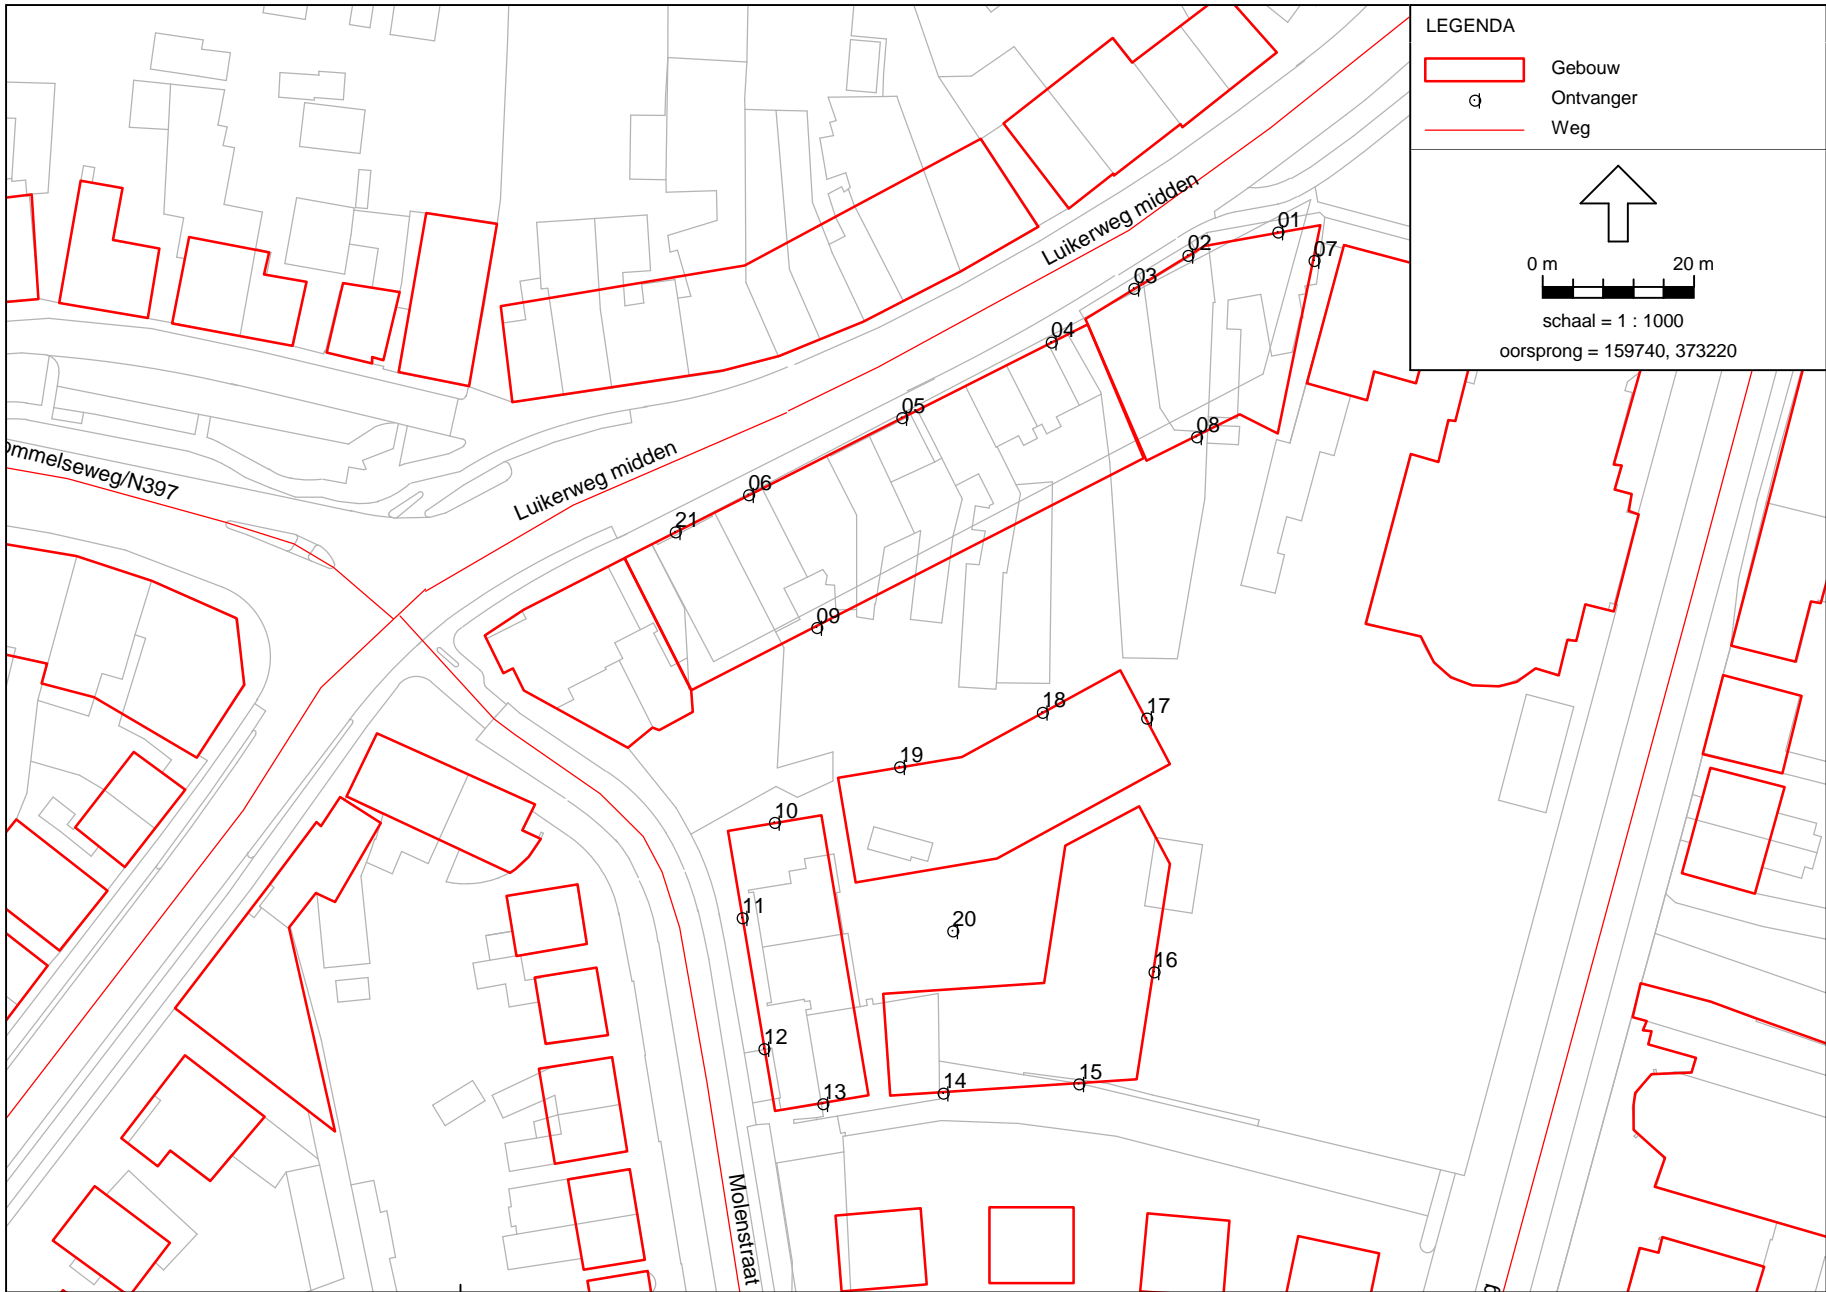 LEGENDA
Gebouw
Ontvanger
Weg
0 m 20 m
schaal = 1 : 1000
oorsprong = 159740, 373220
Luikerweg midden
01
02
07
03
04
08
05
Luikerweg midden
ommelseweg/N397
06
21
09
18
17
19
10
11
20
16
12
13
14
15
Molenstraat
g